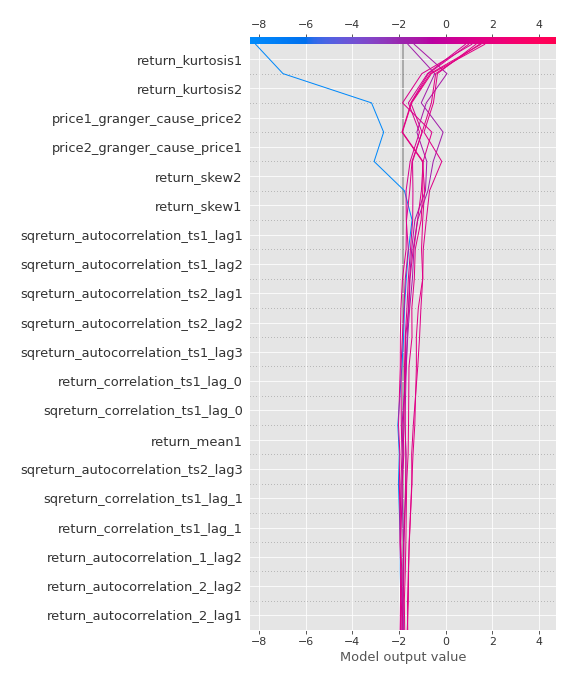 −8 −6 −4 −2 0 2 4
return_kurtosis1
return_kurtosis2
price1_granger_cause_price2
price2_granger_cause_price1
return_skew2
return_skew1
sqreturn_autocorrelation_ts1_lag1
sqreturn_autocorrelation_ts1_lag2
sqreturn_autocorrelation_ts2_lag1
sqreturn_autocorrelation_ts2_lag2
sqreturn_autocorrelation_ts1_lag3
return_correlation_ts1_lag_0
sqreturn_correlation_ts1_lag_0
return_mean1
sqreturn_autocorrelation_ts2_lag3
sqreturn_correlation_ts1_lag_1
return_correlation_ts1_lag_1
return_autocorrelation_1_lag2
return_autocorrelation_2_lag2
return_autocorrelation_2_lag1
−8 −6 −4 −2 0 2 4
Model output value